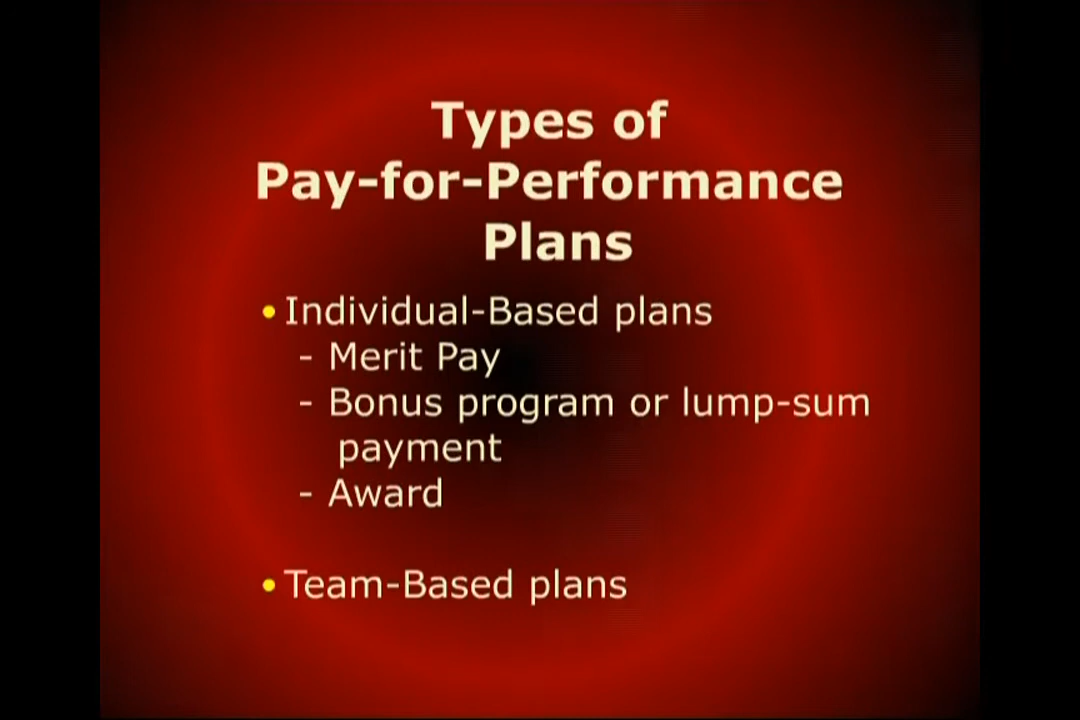 Types of
Pay-for-Performance
Plans
• Individual-Based plans
- Merit Pay
- Bonus program or lump-sum
payment
- Award
• Team-Based plans